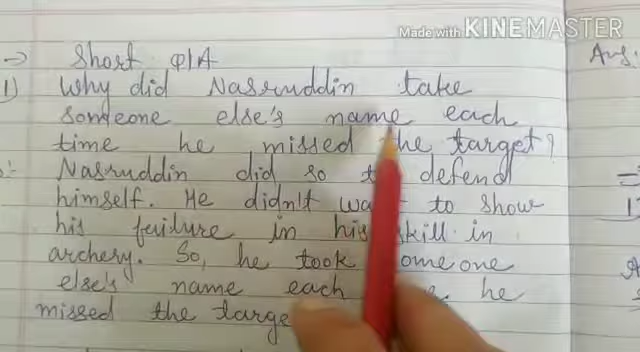 Made with KINEMASTER
→ Short Q/A
1) Why did Nasruddin take
someone else's name each
time he missed the target?
Ans:
Nasruddin did so to defend
himself. He didn't want to show
his failure in his skill in
archery. So, he took someone
else's name each he
missed the targe